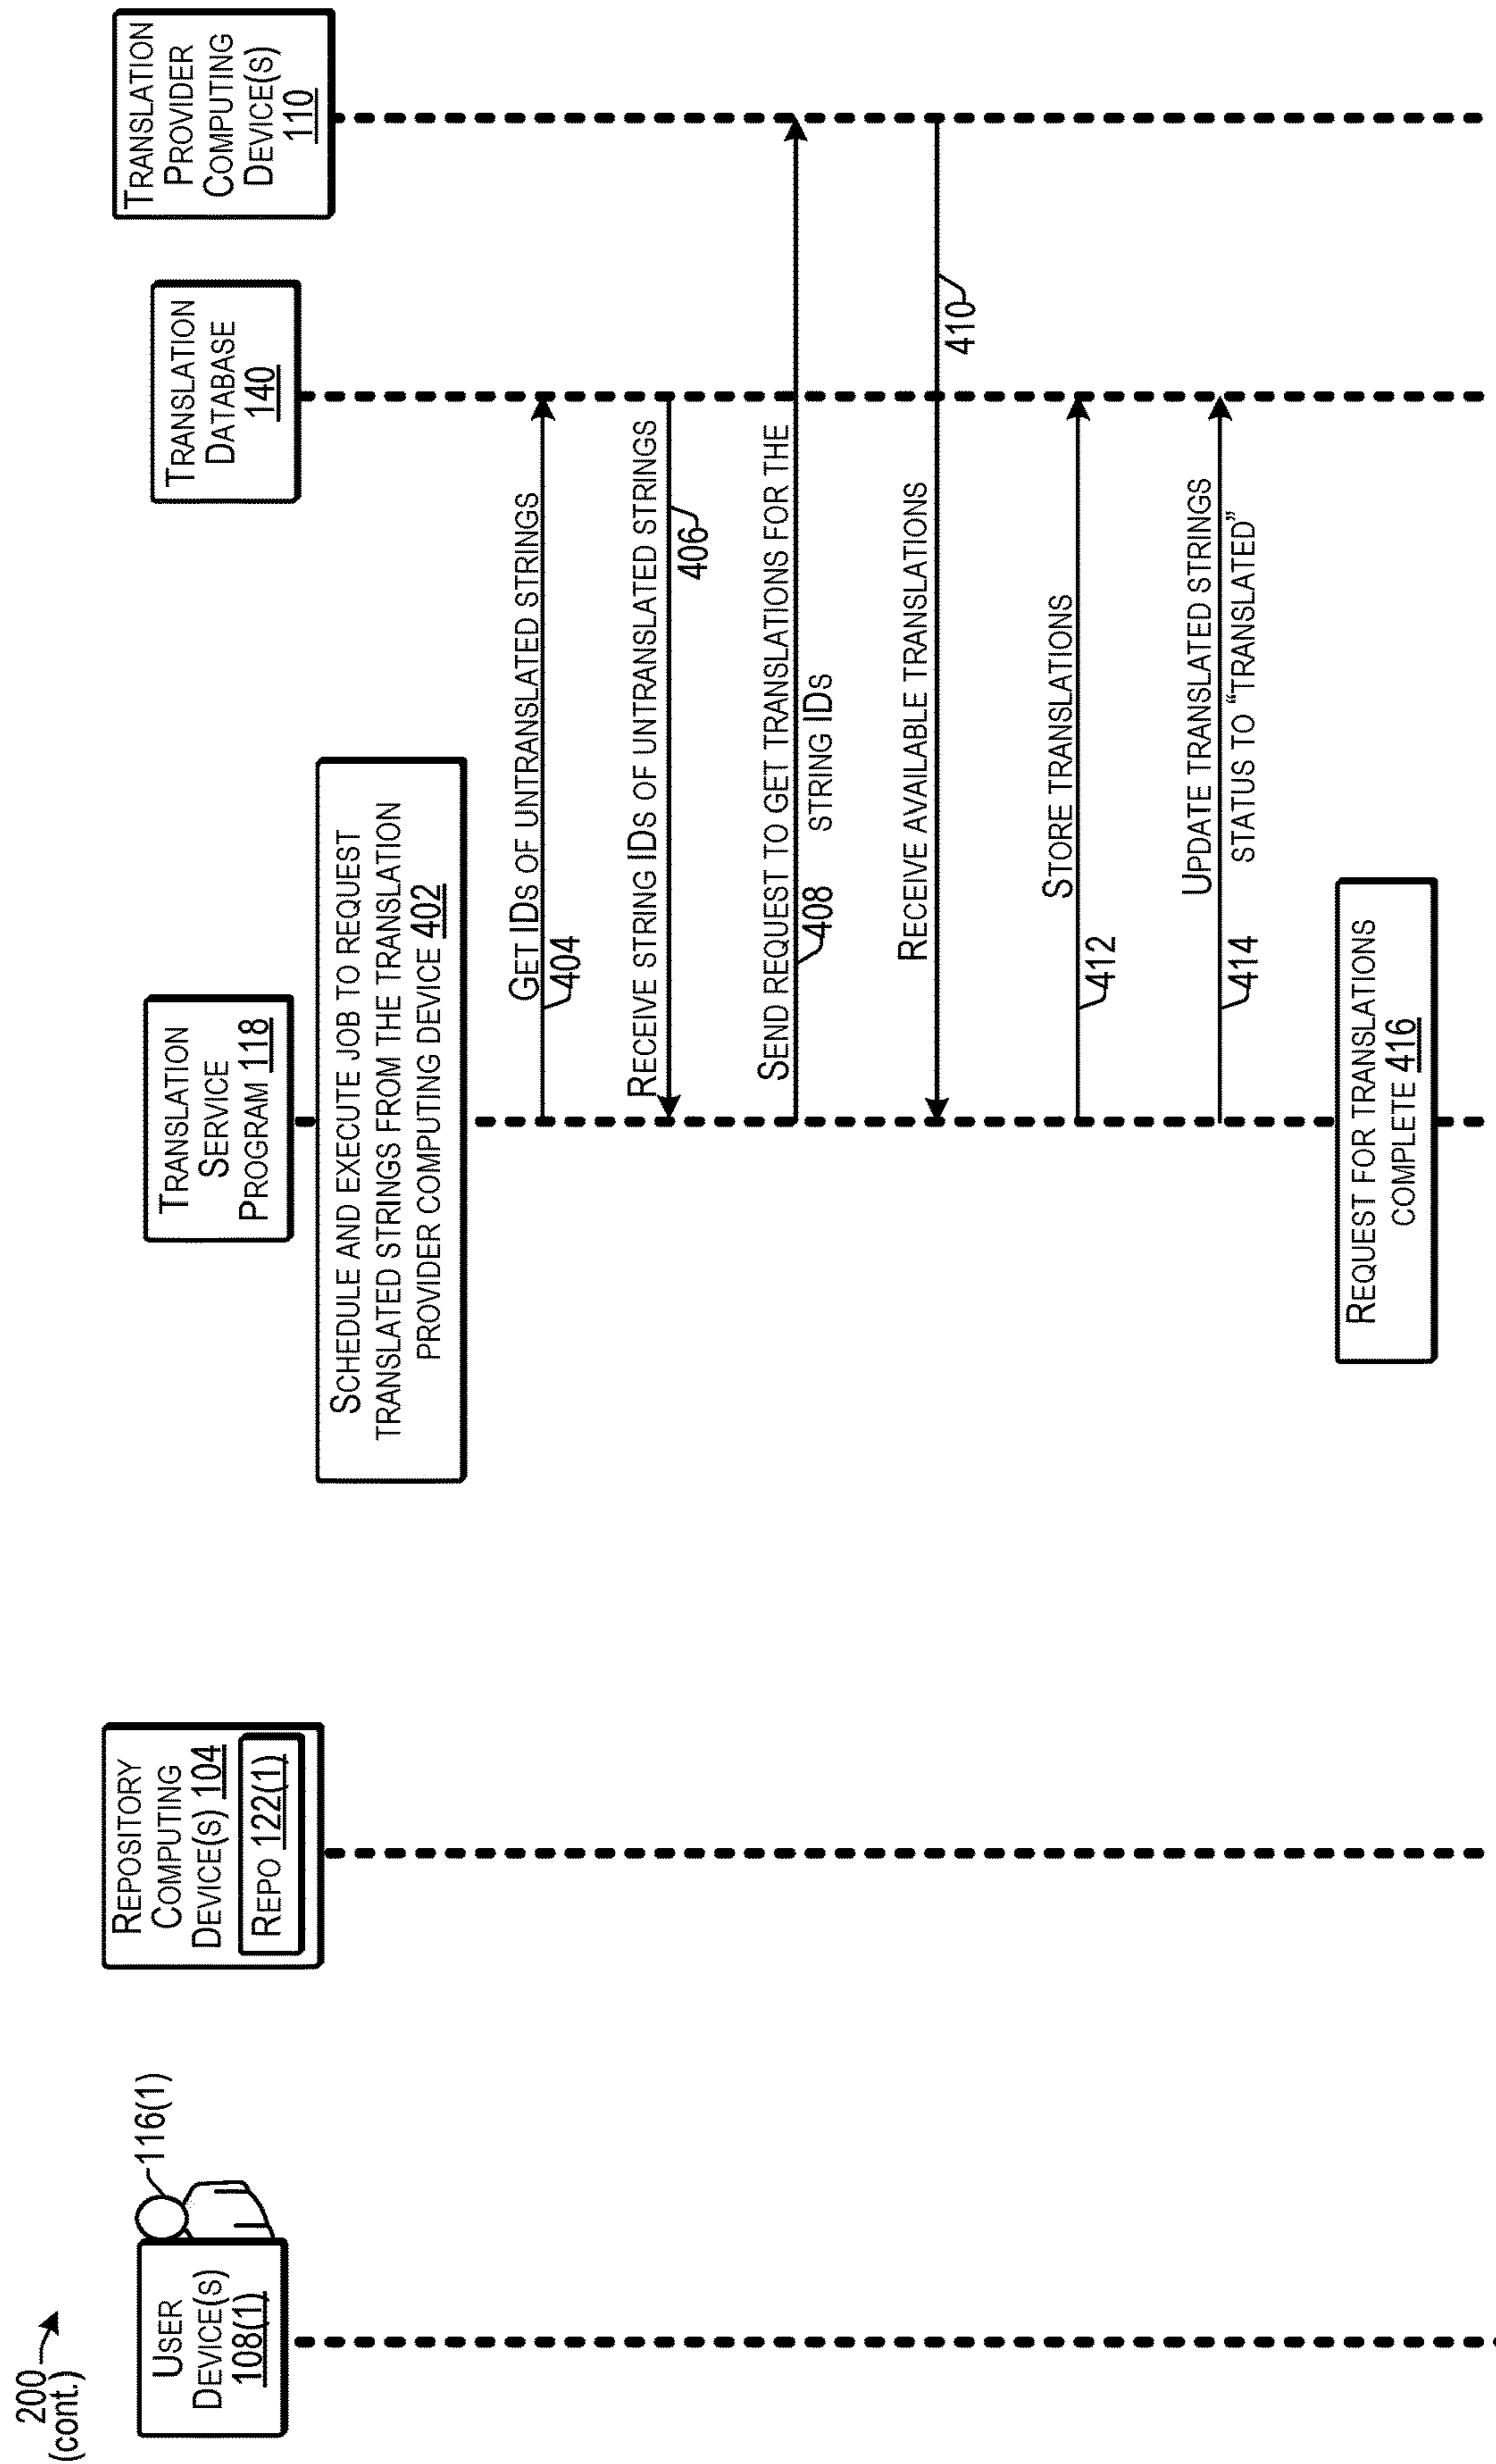 200
(cont.)
USER
DEVICE(S)
108(1)
116(1)
REPOSITORY
COMPUTING
DEVICE(S) 104
REPO 122(1)
TRANSLATION
SERVICE
PROGRAM 118
TRANSLATION
DATABASE
140
TRANSLATION
PROVIDER
COMPUTING
DEVICE(S)
110
SCHEDULE AND EXECUTE JOB TO REQUEST
TRANSLATED STRINGS FROM THE TRANSLATION
PROVIDER COMPUTING DEVICE 402
GET IDS OF UNTRANSLATED STRINGS
404
RECEIVE STRING IDS OF UNTRANSLATED STRINGS
406
SEND REQUEST TO GET TRANSLATIONS FOR THE
408
STRING IDS
RECEIVE AVAILABLE TRANSLATIONS
410
STORE TRANSLATIONS
412
UPDATE TRANSLATED STRINGS
414
STATUS TO “TRANSLATED”
REQUEST FOR TRANSLATIONS
COMPLETE 416